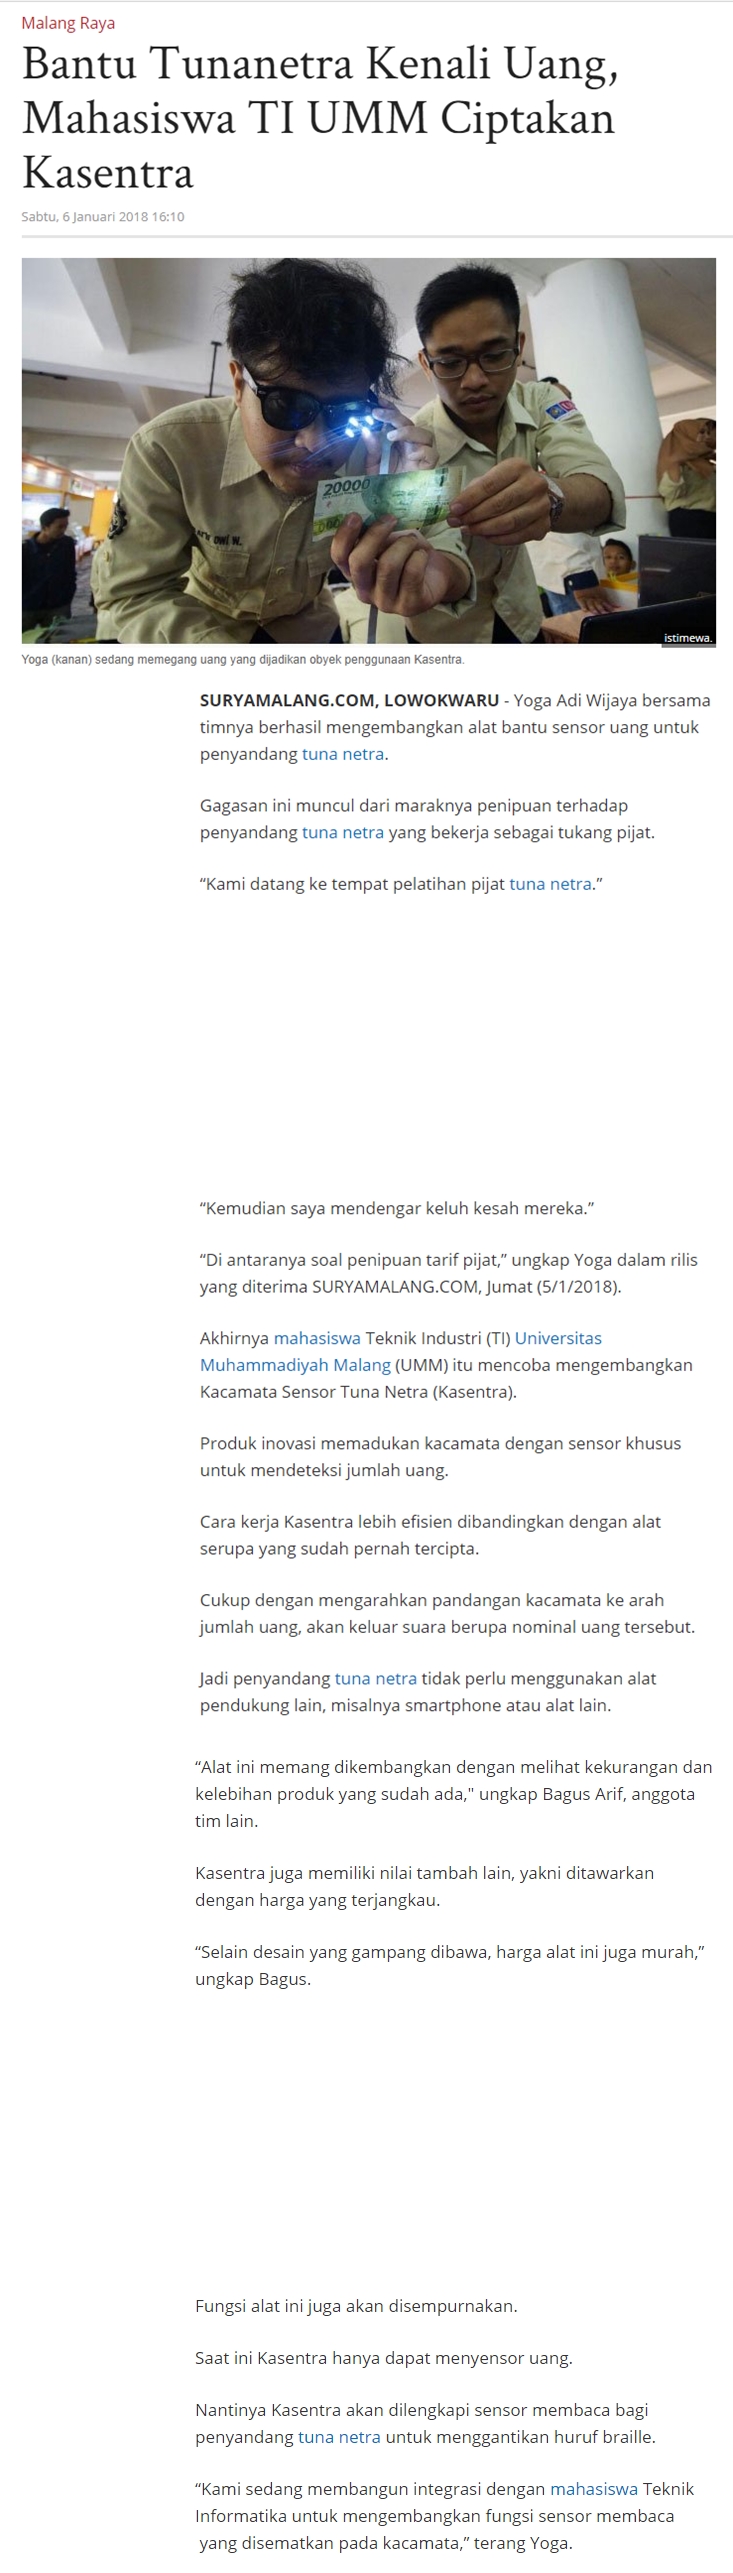 Malang Raya
Bantu Tunanetra Kenali Uang,
Mahasiswa TI UMM Ciptakan
Kasentra
Sabtu, 6 Januari 2018 16:10
20000
istimewa.
Yoga (kanan) sedang memegang uang yang dijadikan obyek penggunaan Kasentra.
SURYAMALANG.COM, LOWOKWARU - Yoga Adi Wijaya bersama
timnya berhasil mengembangkan alat bantu sensor uang untuk
penyandang tuna netra.
Gagasan ini muncul dari maraknya penipuan terhadap
penyandang tuna netra yang bekerja sebagai tukang pijat.
“Kami datang ke tempat pelatihan pijat tuna netra.”
“Kemudian saya mendengar keluh kesah mereka.”
“Di antaranya soal penipuan tarif pijat,” ungkap Yoga dalam rilis
yang diterima SURYAMALANG.COM, Jumat (5/1/2018).
Akhirnya mahasiswa Teknik Industri (TI) Universitas
Muhammadiyah Malang (UMM) itu mencoba mengembangkan
Kacamata Sensor Tuna Netra (Kasentra).
Produk inovasi memadukan kacamata dengan sensor khusus
untuk mendeteksi jumlah uang.
Cara kerja Kasentra lebih efisien dibandingkan dengan alat
serupa yang sudah pernah tercipta.
Cukup dengan mengarahkan pandangan kacamata ke arah
jumlah uang, akan keluar suara berupa nominal uang tersebut.
Jadi penyandang tuna netra tidak perlu menggunakan alat
pendukung lain, misalnya smartphone atau alat lain.
“Alat ini memang dikembangkan dengan melihat kekurangan dan
kelebihan produk yang sudah ada," ungkap Bagus Arif, anggota
tim lain.
Kasentra juga memiliki nilai tambah lain, yakni ditawarkan
dengan harga yang terjangkau.
“Selain desain yang gampang dibawa, harga alat ini juga murah,”
ungkap Bagus.
Fungsi alat ini juga akan disempurnakan.
Saat ini Kasentra hanya dapat menyensor uang.
Nantinya Kasentra akan dilengkapi sensor membaca bagi
penyandang tuna netra untuk menggantikan huruf braille.
“Kami sedang membangun integrasi dengan mahasiswa Teknik
Informatika untuk mengembangkan fungsi sensor membaca
yang disematkan pada kacamata,” terang Yoga.